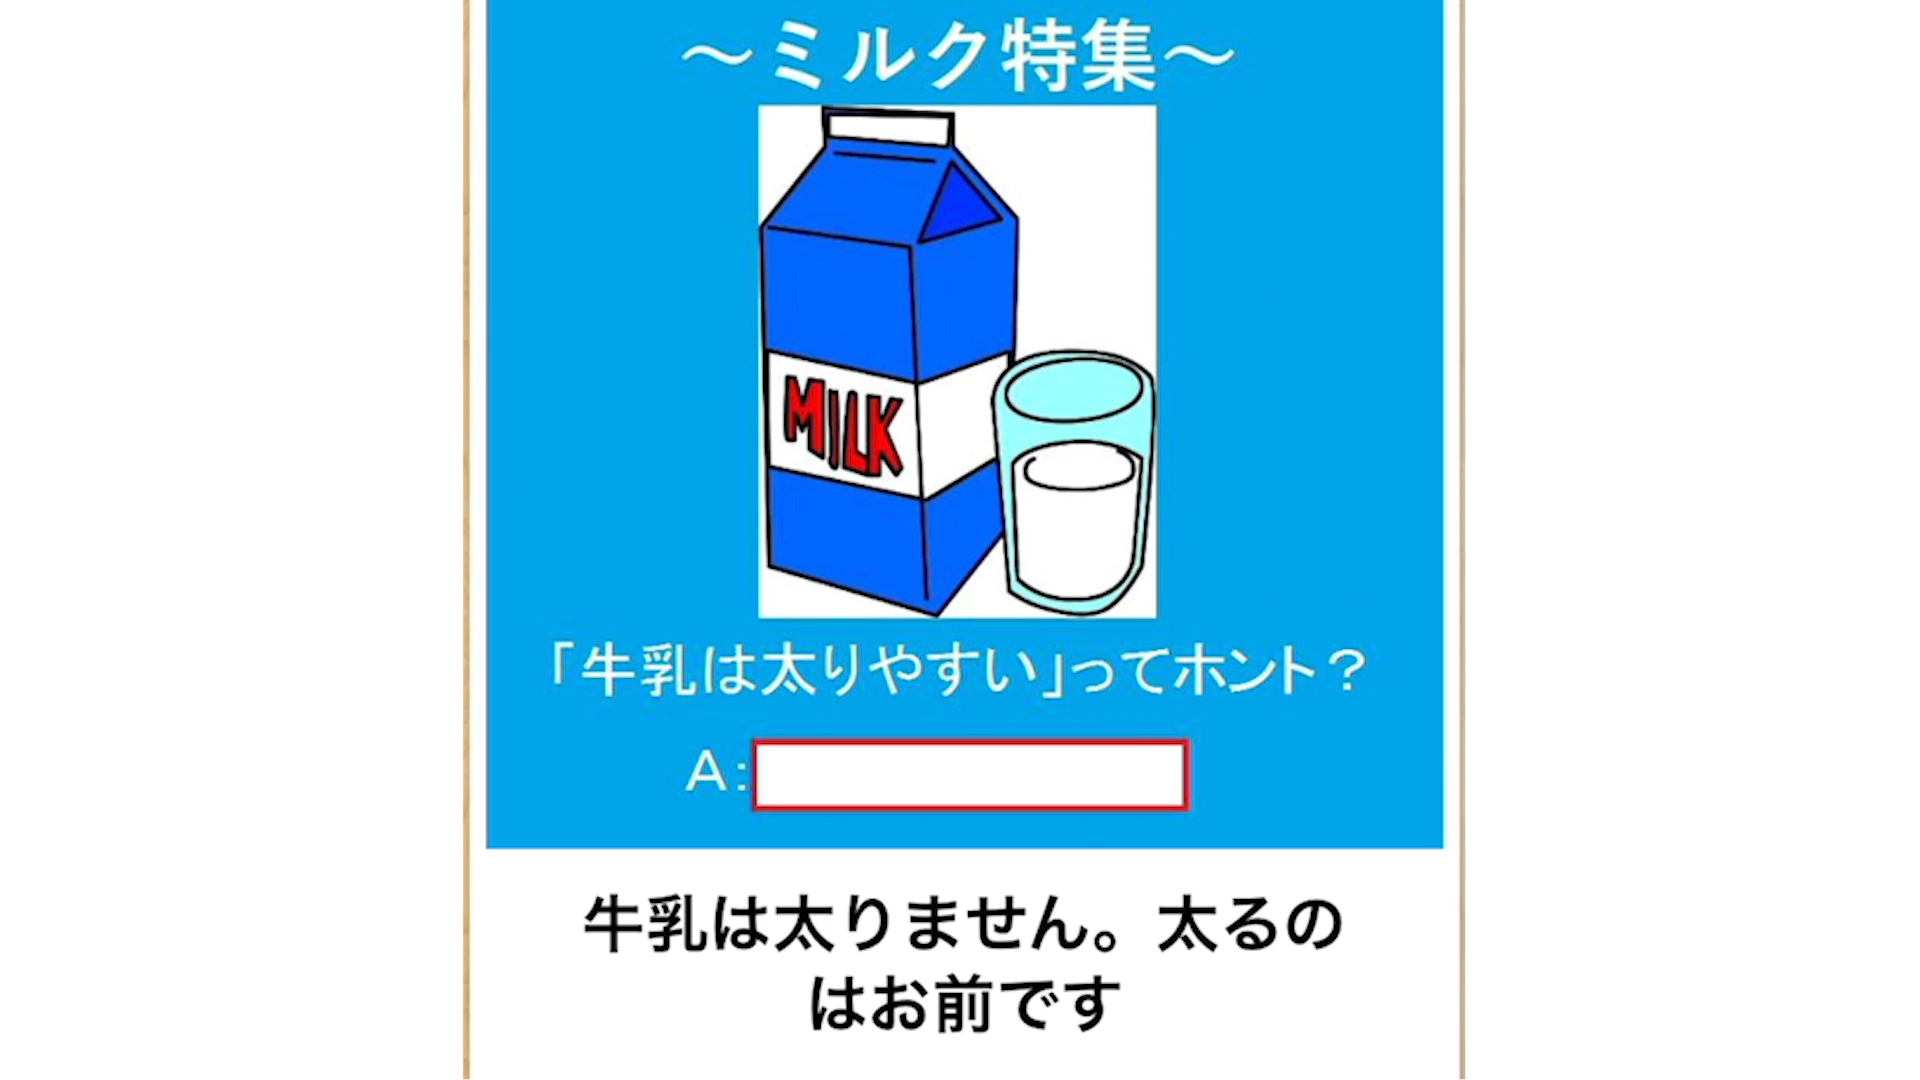 ～ミルク特集～
MILK
「牛乳は太りやすい」ってホント？
A：
牛乳は太りません。太るの
はお前です